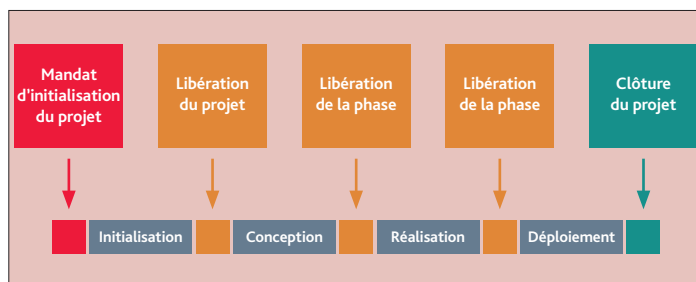 Mandat
d'initialisation
du projet
Libération
du projet
Libération
de la phase
Libération
de la phase
Clôture
du projet
Initialisation
Conception
Réalisation
Déploiement